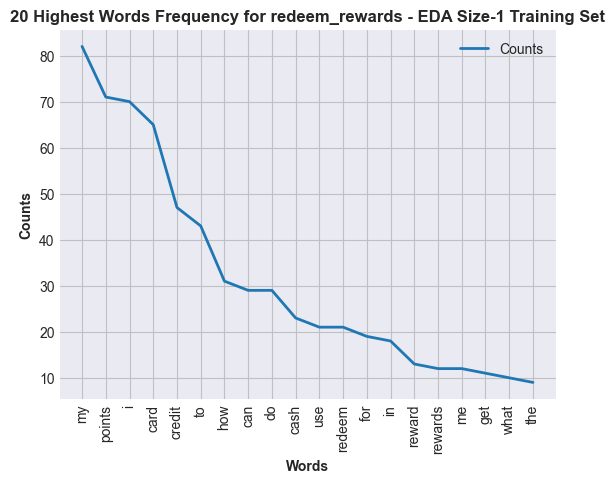 20 Highest Words Frequency for redeem_rewards - EDA Size-1 Training Set
Counts
Counts
80
70
60
50
40
30
20
10
my
points
i
card
credit
to
how
can
do
cash
use
redeem
for
in
reward
rewards
me
get
what
the
Words